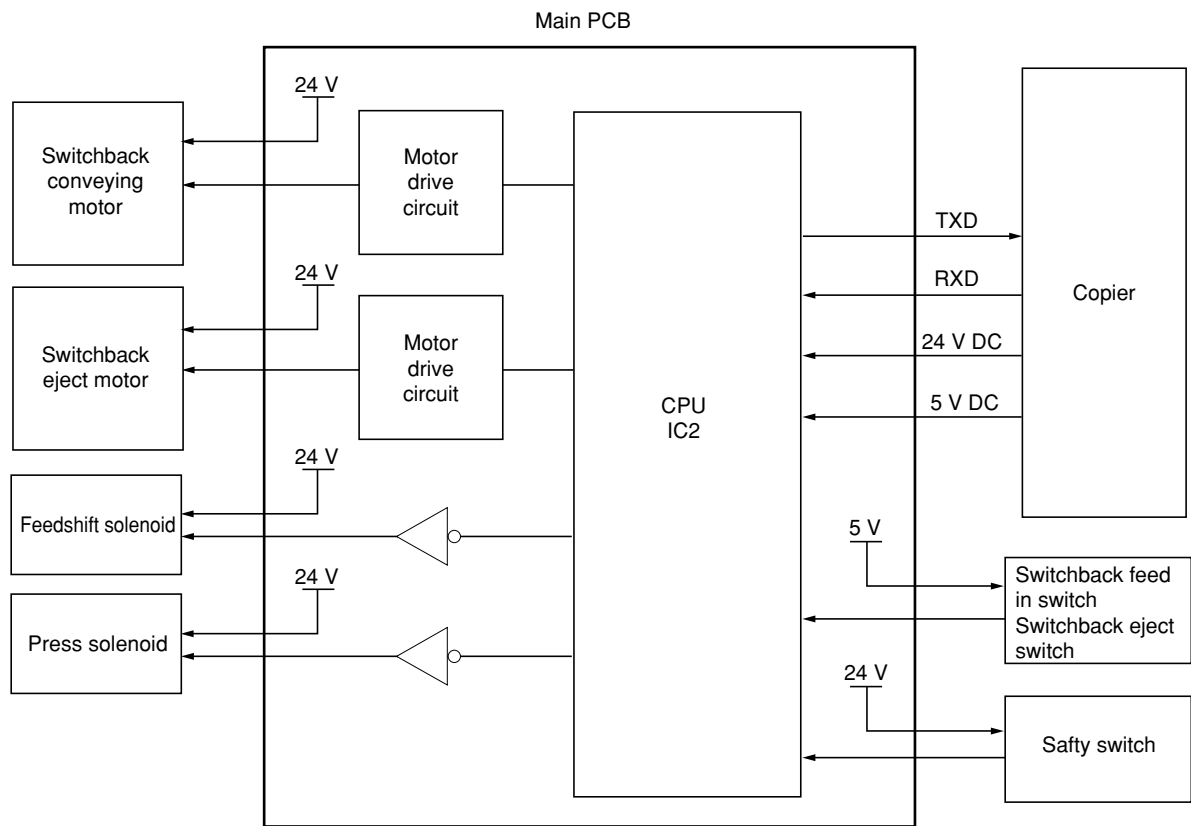 Main PCB
24 V
Switchback
conveying
motor
Motor
drive
circuit
24 V
Switchback
eject motor
Motor
drive
circuit
24 V
Feedshift solenoid
24 V
Press solenoid
CPU
IC2
TXD
RXD
24 V DC
5 V DC
Copier
5 V
Switchback feed
in switch
Switchback eject
switch
24 V
Safty switch